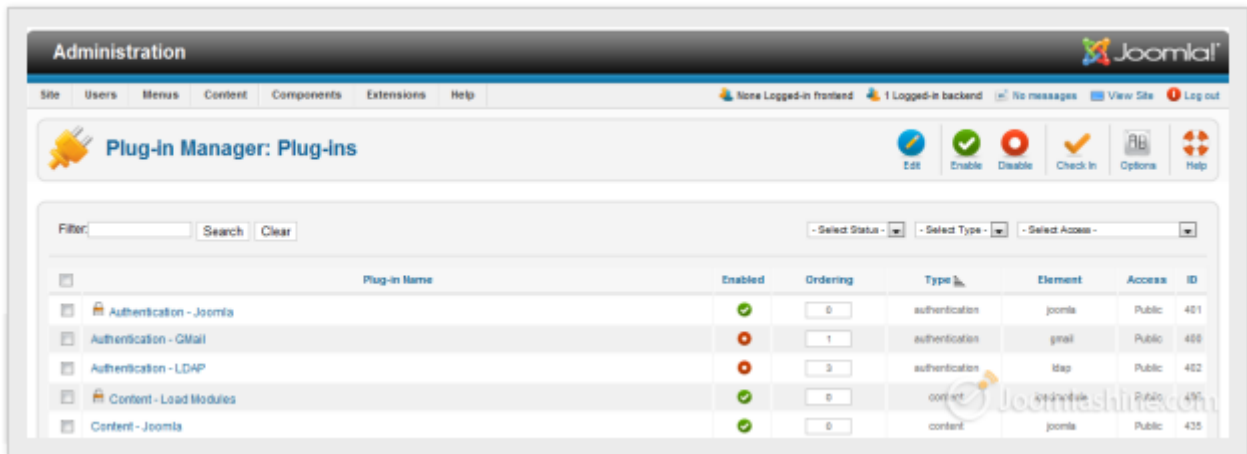 Administration Joomla!
Site Users Menus Content Components Extensions Help None Logged-in frontend 1 Logged-in backend No messages View Site Log out
Plug-in Manager: Plug-ins Edit Enable Disable Check In Options Help
Filter: Search Clear - Select Status - - Select Type - - Select Access -
Plug-in Name Enabled Ordering Type Element Access ID
Authentication - Joomla 0 authentication joomla Public 401
Authentication - GMail 1 authentication gmail Public 400
Authentication - LDAP 3 authentication ldap Public 402
Content - Load Modules 0 content Public
Content - Joomla 0 content joomla Public 435
Joomlashine.com